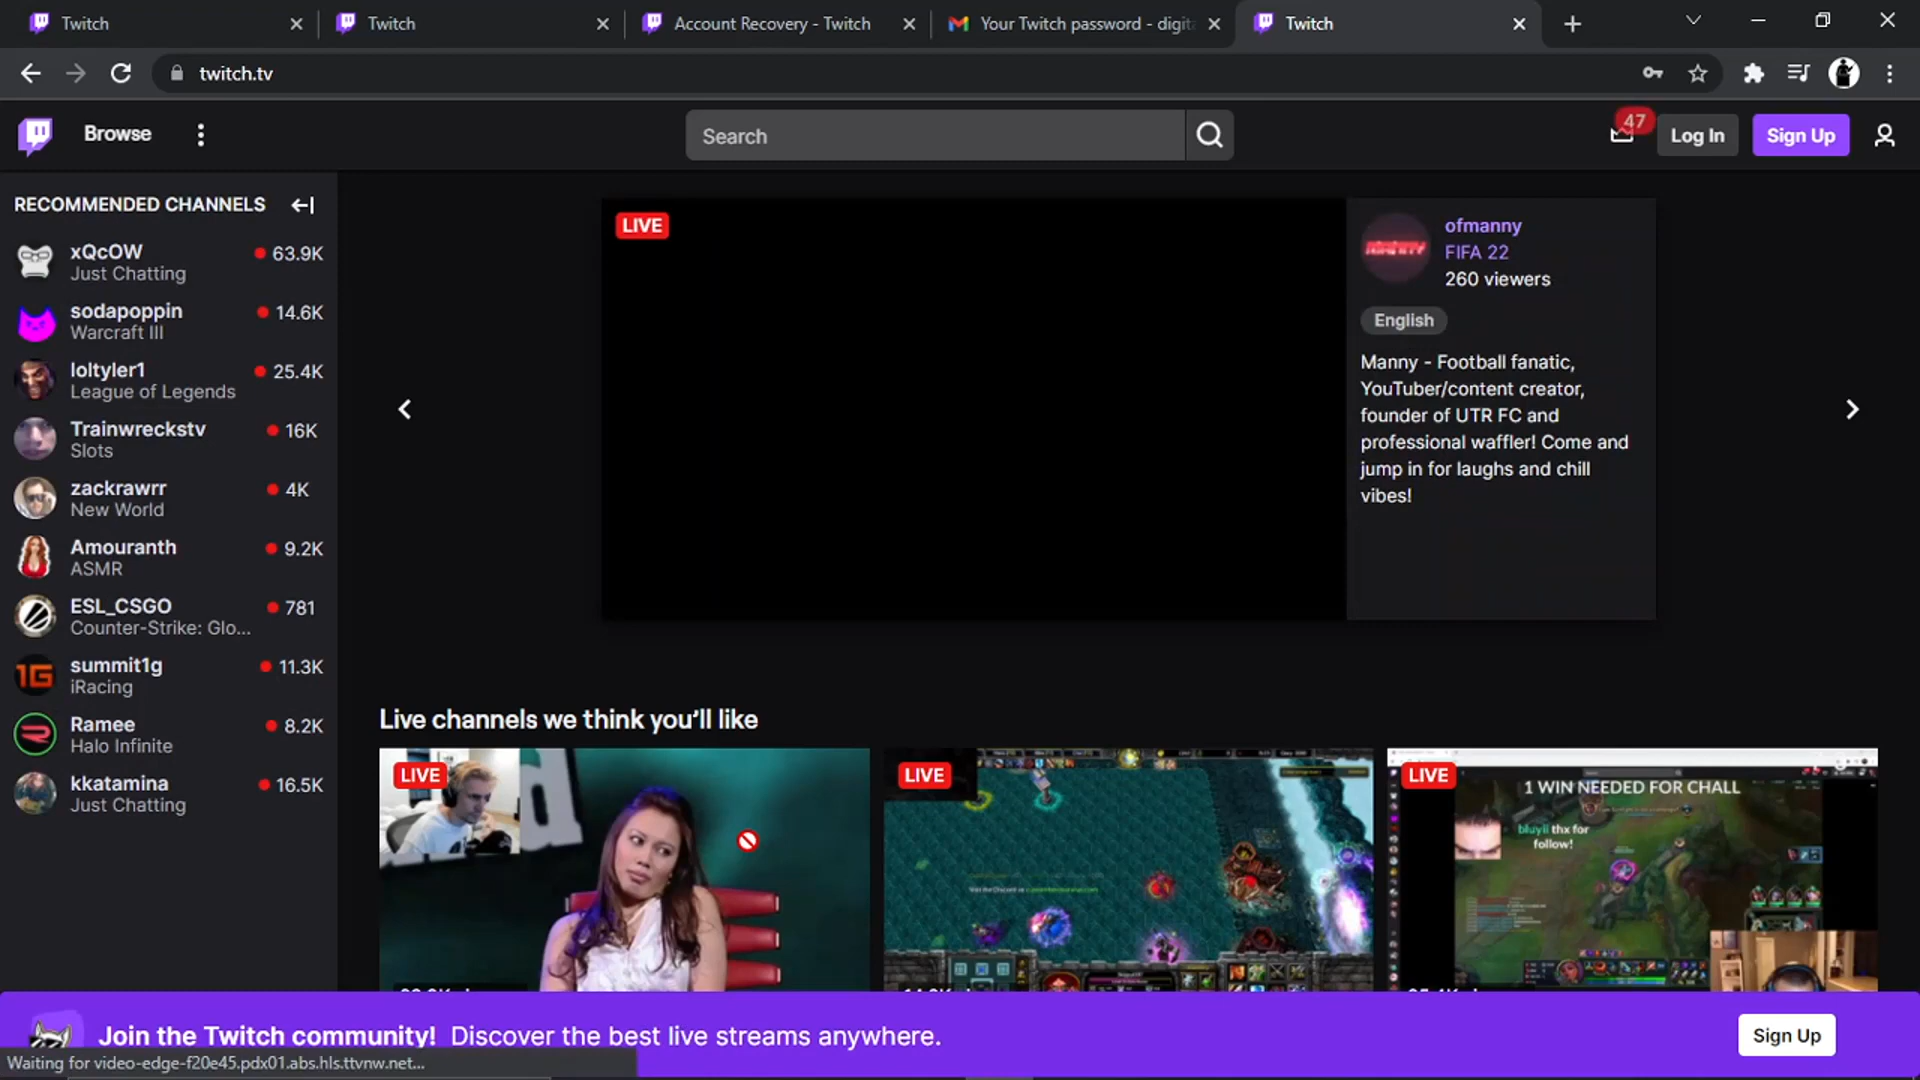 Twitch
Twitch
Account Recovery - Twitch
Your Twitch password - digit
Twitch
twitch.tv
Browse
Search
47
Log In
Sign Up
RECOMMENDED CHANNELS
xQcOW
63.9K
Just Chatting
sodapoppin
14.6K
Warcraft III
loltyler1
25.4K
League of Legends
Trainwreckstv
16K
Slots
zackrawrr
4K
New World
Amouranth
9.2K
ASMR
ESL_CSGO
781
Counter-Strike: Glo...
summit1g
11.3K
iRacing
Ramee
8.2K
Halo Infinite
kkatamina
16.5K
Just Chatting
LIVE
ofmanny
FIFA 22
260 viewers
English
Manny - Football fanatic,
YouTuber/content creator,
founder of UTR FC and
professional waffler! Come and
jump in for laughs and chill
vibes!
Live channels we think you'll like
LIVE
LIVE
LIVE
1 WIN NEEDED FOR CHALL
bluyii thx for
follow!
Join the Twitch community! Discover the best live streams anywhere.
Sign Up
Waiting for video-edge-f20e45.pdx01.abs.hls.ttvnw.net...